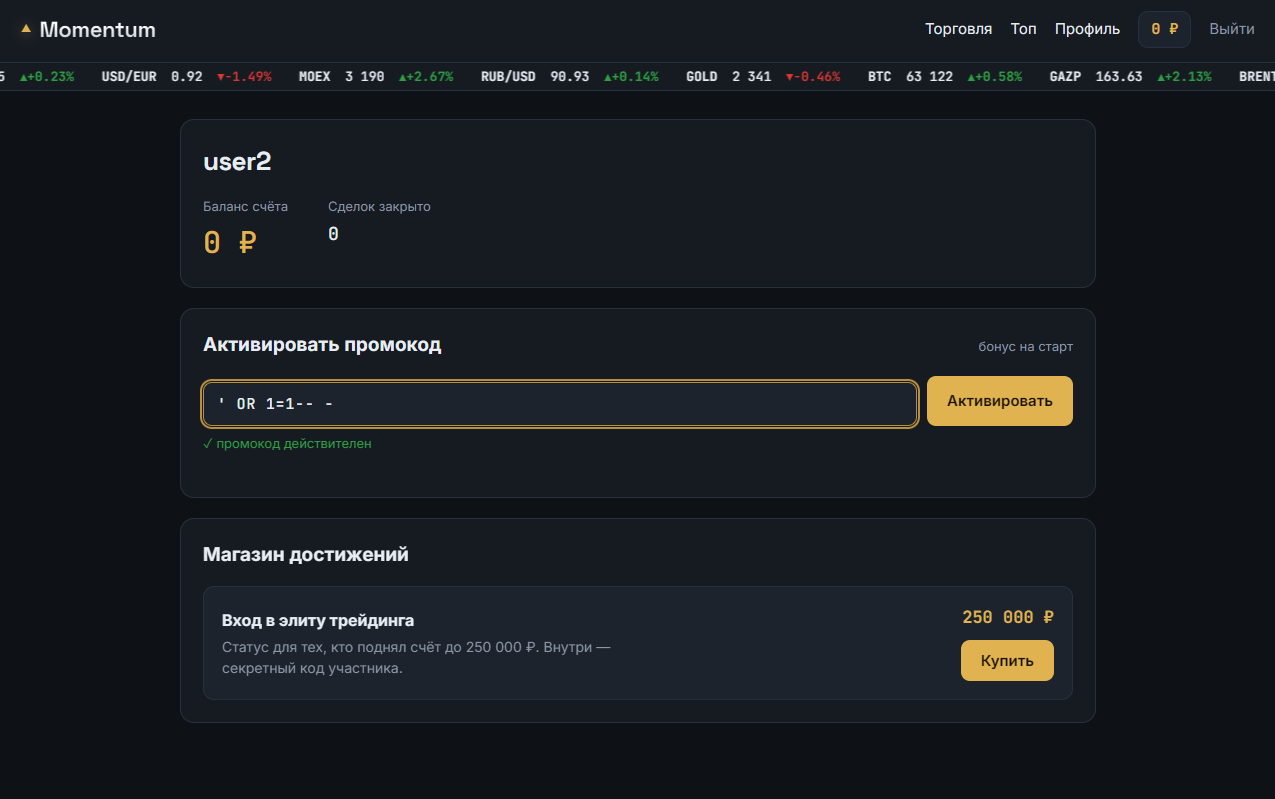 ▲ Momentum
Торговля Топ Профиль 0 ₽ Выйти
5 ▲+0.23% USD/EUR 0.92 ▼-1.49% MOEX 3 190 ▲+2.67% RUB/USD 90.93 ▲+0.14% GOLD 2 341 ▼-0.46% BTC 63 122 ▲+0.58% GAZP 163.63 ▲+2.13% BRENT
user2
Баланс счёта Сделок закрыто
0 ₽ 0
Активировать промокод бонус на старт
' OR 1=1-- - Активировать
✓ промокод действителен
Магазин достижений
Вход в элиту трейдинга 250 000 ₽
Статус для тех, кто поднял счёт до 250 000 ₽. Внутри —
секретный код участника. Купить